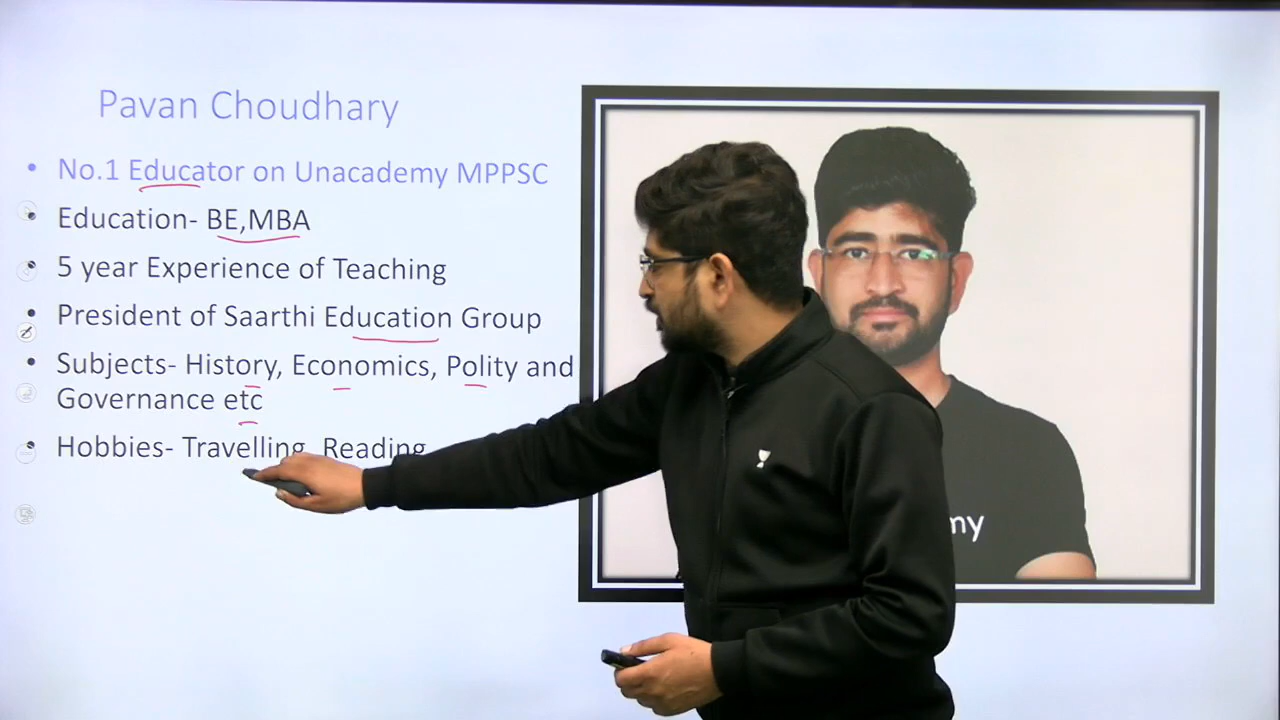 Pavan Choudhary
• No.1 Educator on Unacademy MPPSC
• Education- BE,MBA
• 5 year Experience of Teaching
• President of Saarthi Education Group
• Subjects- History, Economics, Polity and
Governance etc
• Hobbies- Travelling, Reading
my